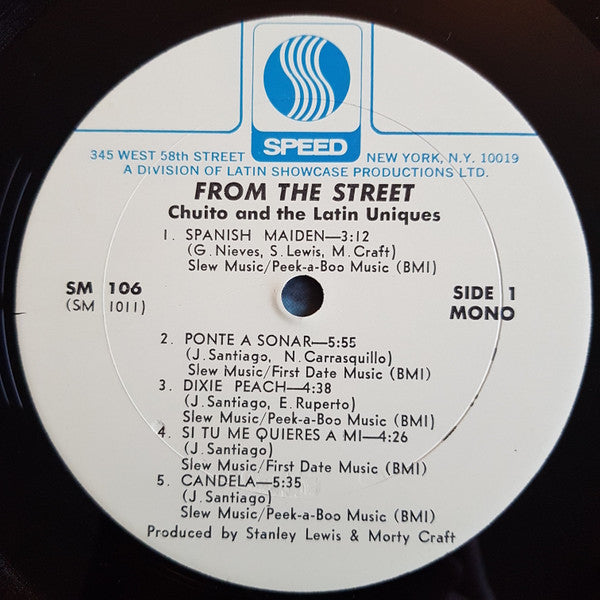 SPEED
345 WEST 58th STREET NEW YORK, N.Y. 10019
A DIVISION OF LATIN SHOWCASE PRODUCTIONS LTD.
FROM THE STREET
Chuito and the Latin Uniques
1. SPANISH MAIDEN—3:12
(G. Nieves, S. Lewis, M. Craft)
Slew Music/Peek-a-Boo Music (BMI)
SM 106
(SM 1011)
SIDE 1
MONO
2. PONTE A SONAR—5:55
(J. Santiago, N. Carrasquillo)
Slew Music/First Date Music (BMI)
3. DIXIE PEACH—4:38
(J. Santiago, E. Ruperto)
Slew Music/Peek-a-Boo Music (BMI)
4. SI TU ME QUIERES A MI—4:26
(J. Santiago)
Slew Music/First Date Music (BMI)
5. CANDELA—5:35
(J. Santiago)
Slew Music/Peek-a-Boo Music (BMI)
Produced by Stanley Lewis & Morty Craft